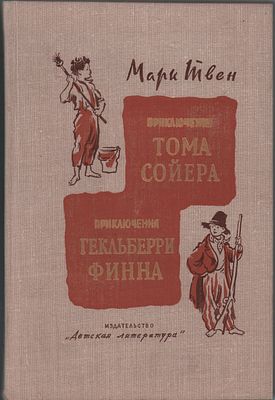 Марк Твен
ПРИКЛЮЧЕНИЯ
ТОМА
СОЙЕРА
ПРИКЛЮЧЕНИЯ
ГЕКЛЬБЕРРИ
ФИННА
ИЗДАТЕЛЬСТВО
„Детская литература"